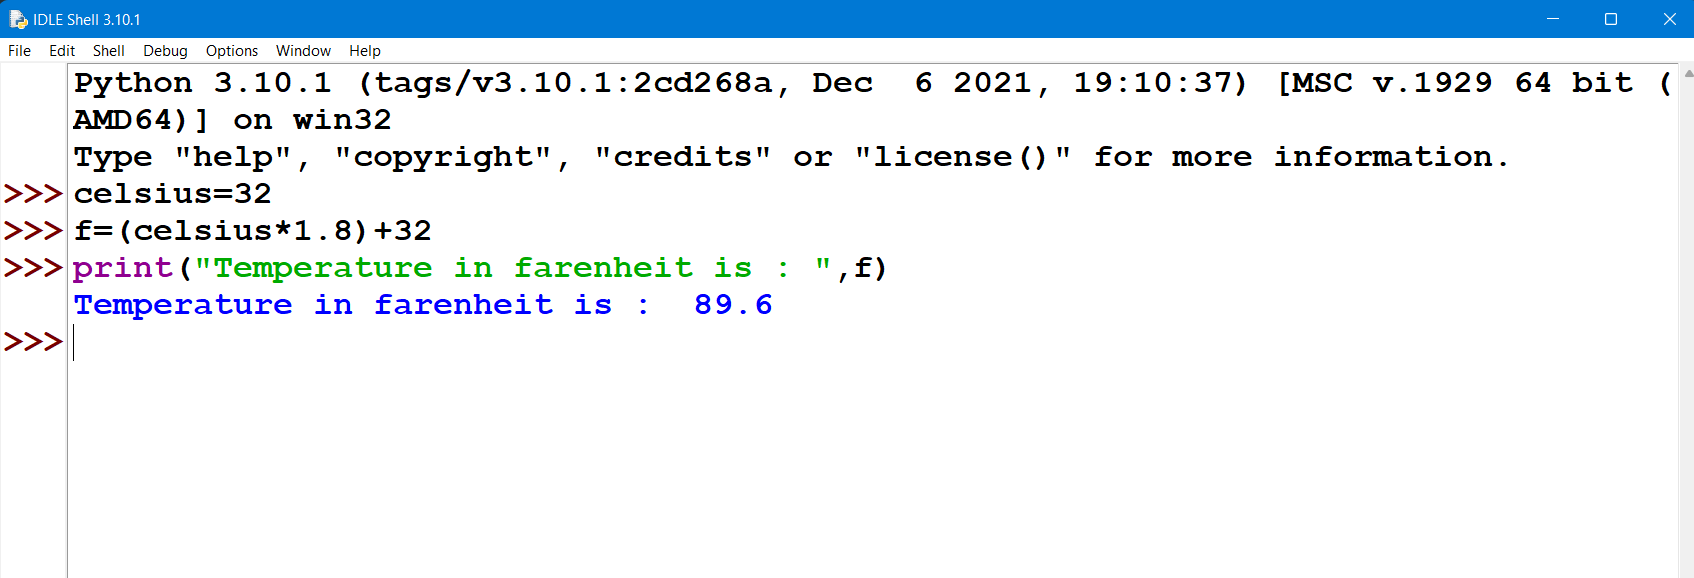 IDLE Shell 3.10.1
File Edit Shell Debug Options Window Help
Python 3.10.1 (tags/v3.10.1:2cd268a, Dec  6 2021, 19:10:37) [MSC v.1929 64 bit (
AMD64)] on win32
Type "help", "copyright", "credits" or "license()" for more information.
>>> celsius=32
>>> f=(celsius*1.8)+32
>>> print("Temperature in farenheit is : ",f)
Temperature in farenheit is :  89.6
>>>